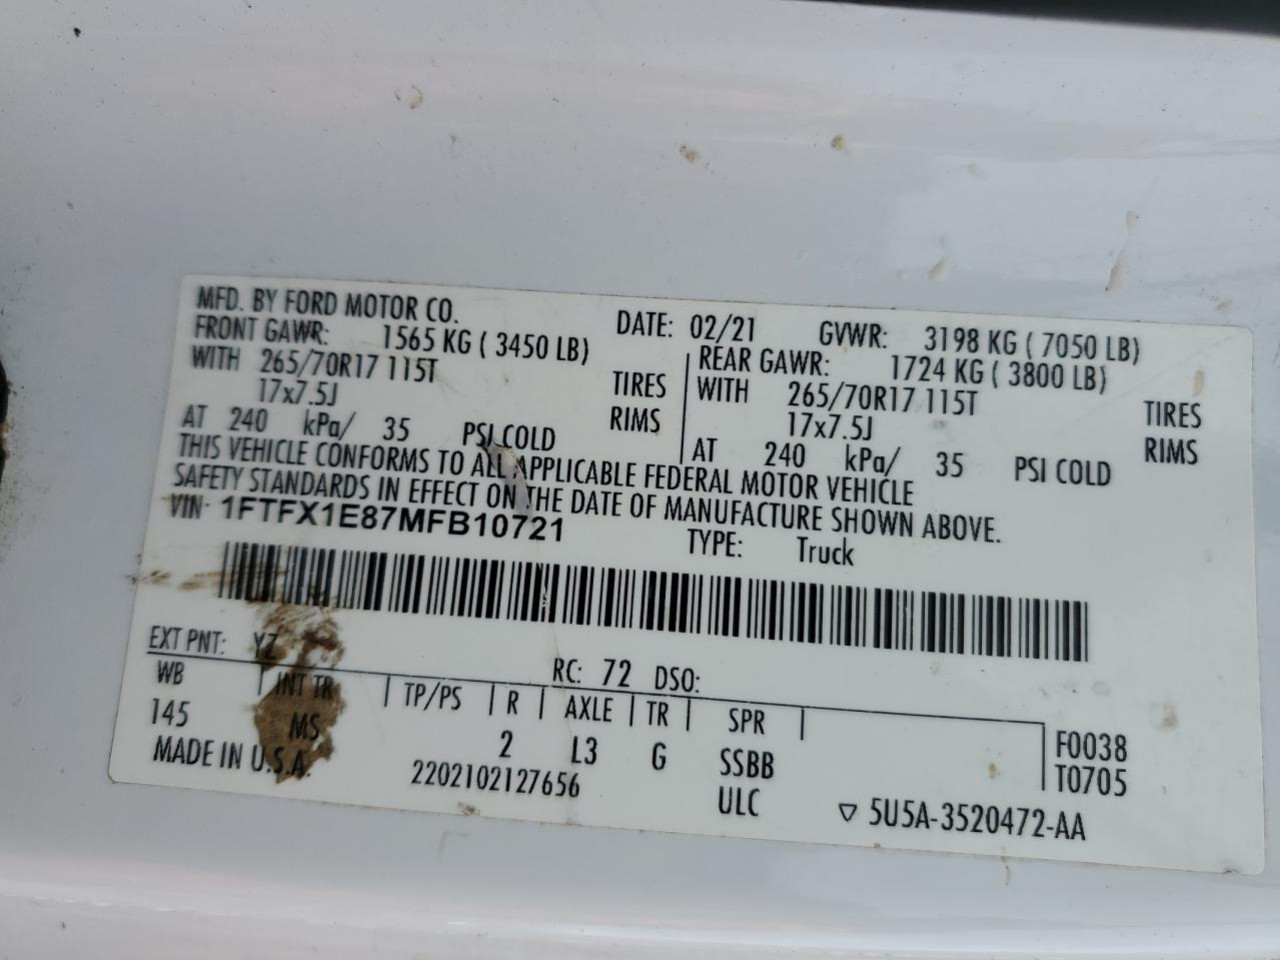 MFD. BY FORD MOTOR CO.
DATE: 02/21 GVWR: 3198 KG ( 7050 LB)
FRONT GAWR: 1565 KG ( 3450 LB) REAR GAWR: 1724 KG ( 3800 LB)
WITH 265/70R17 115T TIRES WITH 265/70R17 115T TIRES
17x7.5J RIMS 17x7.5J RIMS
AT 240 kPa/ 35 PSI COLD AT 240 kPa/ 35 PSI COLD
THIS VEHICLE CONFORMS TO ALL APPLICABLE FEDERAL MOTOR VEHICLE
SAFETY STANDARDS IN EFFECT ON THE DATE OF MANUFACTURE SHOWN ABOVE.
VIN: 1FTFX1E87MFB10721
TYPE: Truck
EXT PNT: YZ RC: 72 DSO:
WB INT TR TP/PS R AXLE TR SPR
145 MS 2 L3 G SSBB F0038
T0705
MADE IN U.S.A. 2202102127656 ULC ▽ 5U5A-3520472-AA